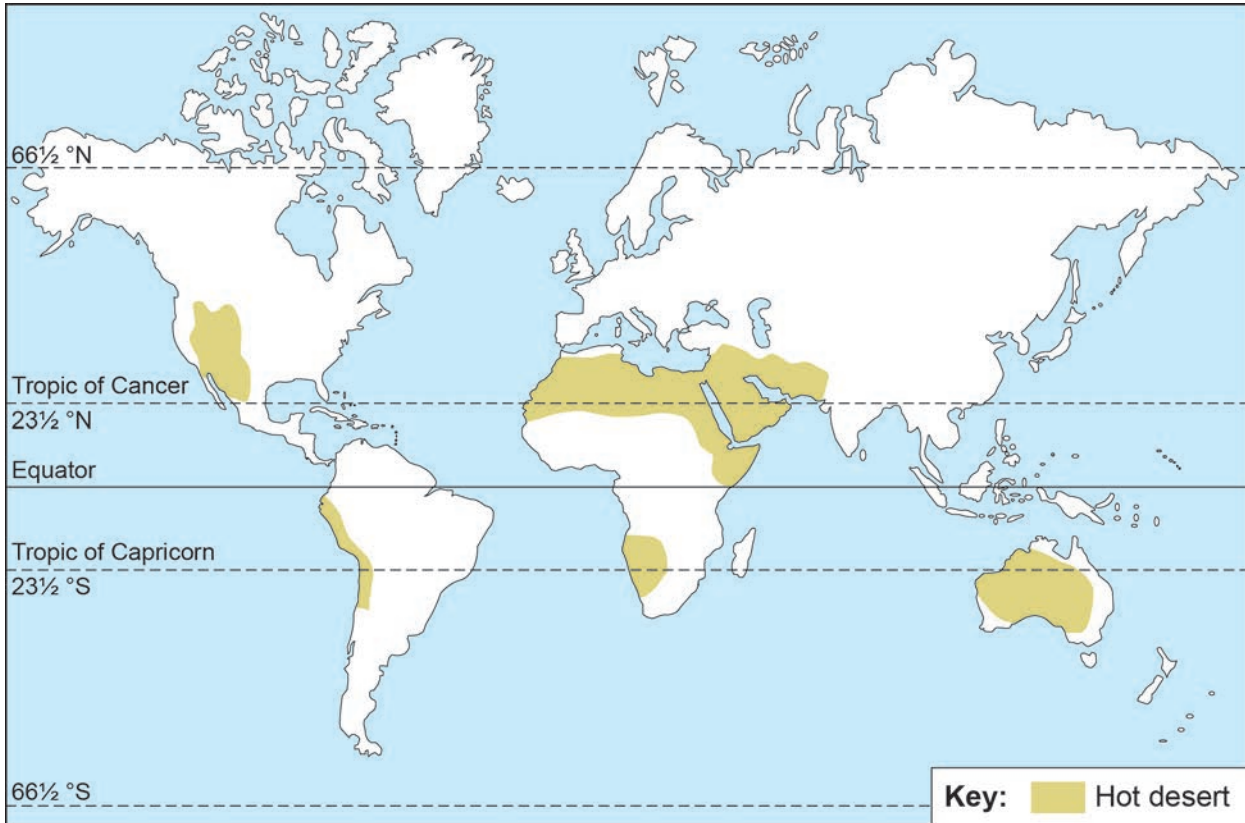 66½ °N
Tropic of Cancer
23½ °N
Equator
Tropic of Capricorn
23½ °S
66½ °S
Key: Hot desert